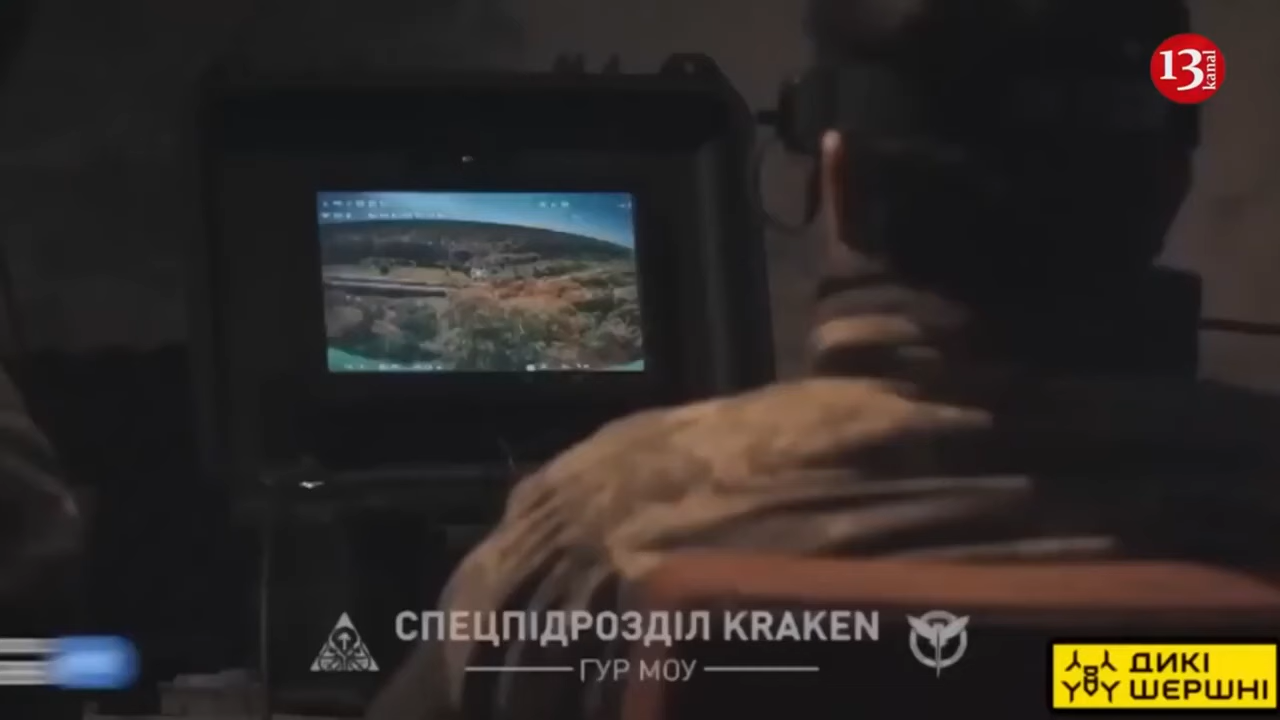 13
kanal
СПЕЦПІДРОЗДІЛ KRAKEN
ГУР МОУ
ДИКІ
ШЕРШНІ